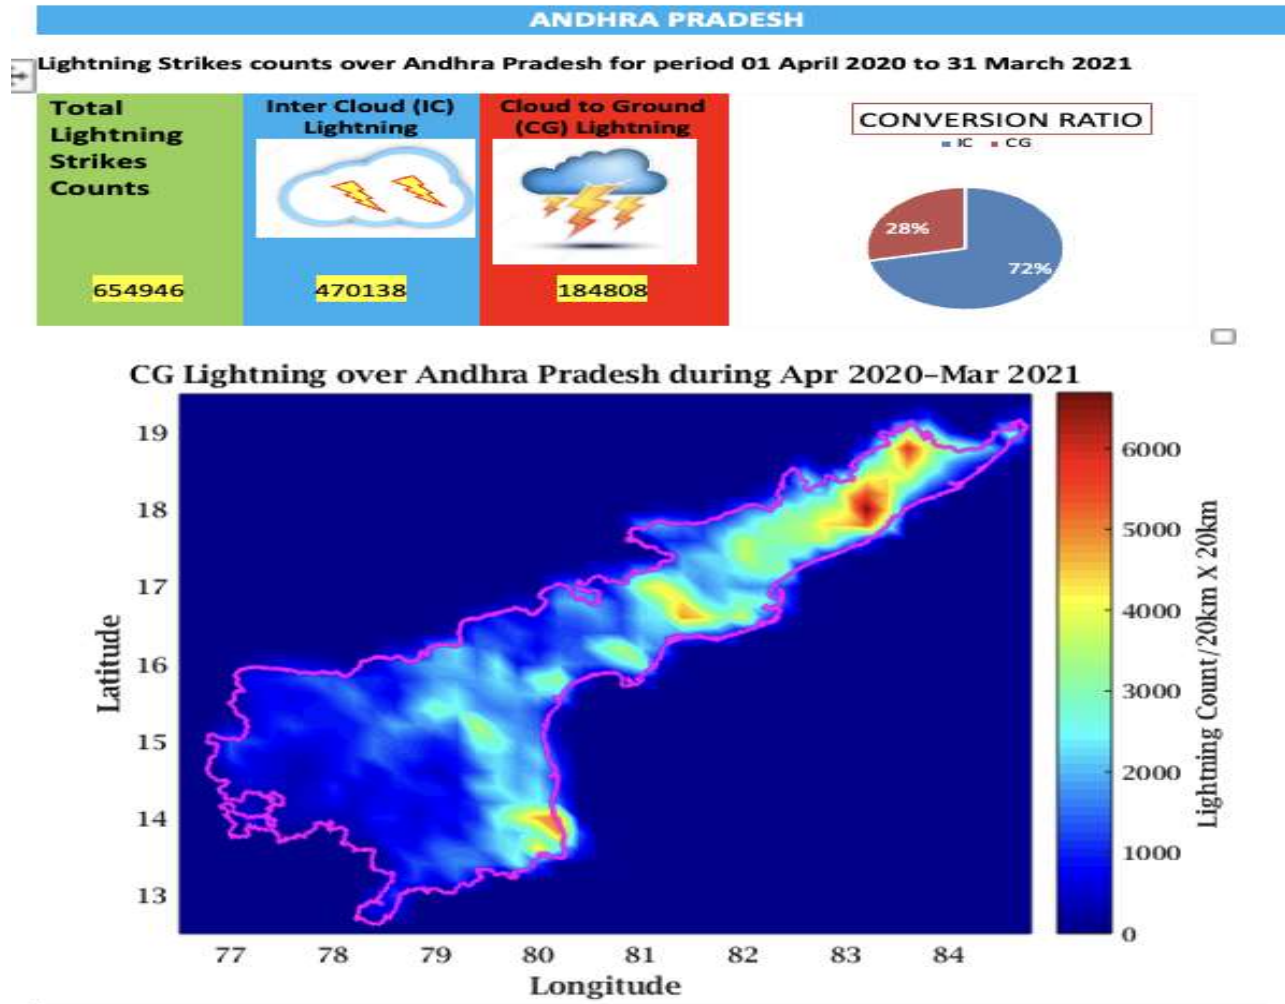 ANDHRA PRADESH
Lightning Strikes counts over Andhra Pradesh for period 01 April 2020 to 31 March 2021
Total
Lightning
Strikes
Counts
654946
Inter Cloud (IC)
Lightning
470138
Cloud to Ground
(CG) Lightning
184808
CONVERSION RATIO
IC CG
28%
72%
CG Lightning over Andhra Pradesh during Apr 2020-Mar 2021
Latitude
19
18
17
16
15
14
13
77 78 79 80 81 82 83 84
Longitude
6000
5000
4000
3000
2000
1000
0
Lightning Count/20km X 20km